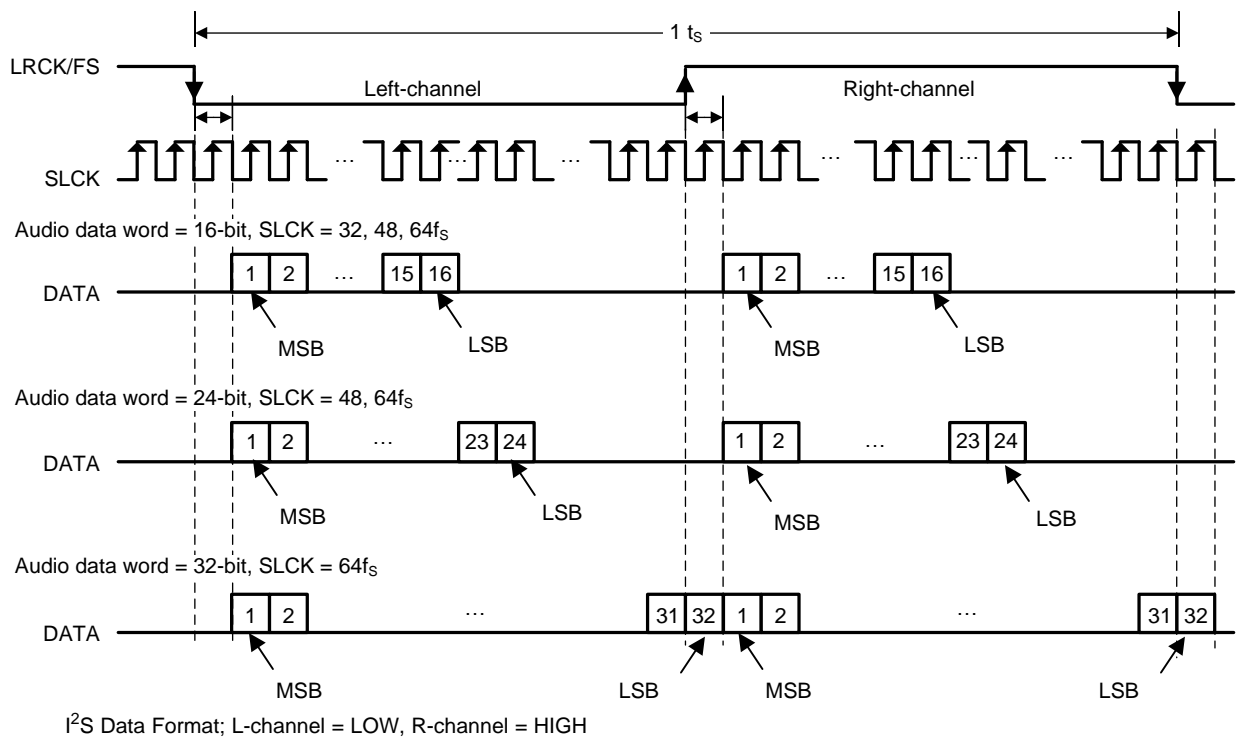 1 tS
LRCK/FS
Left-channel
Right-channel
... ... ... ... ... ...
SLCK
Audio data word = 16-bit, SLCK = 32, 48, 64fS
1 2 ... 15 16 1 2 ... 15 16
DATA
MSB LSB MSB LSB
Audio data word = 24-bit, SLCK = 48, 64fS
1 2 ... 23 24 1 2 ... 23 24
DATA
MSB LSB MSB LSB
Audio data word = 32-bit, SLCK = 64fS
1 2 ... 31 32 1 2 ... 31 32
DATA
MSB LSB MSB LSB
I2S Data Format; L-channel = LOW, R-channel = HIGH